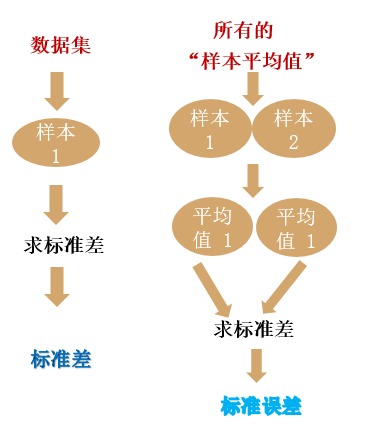 数据集
样本
1
求标准差
标准差
所有的
“样本平均值”
样本
1
样本
2
平均
值 1
平均
值 1
求标准差
标准误差